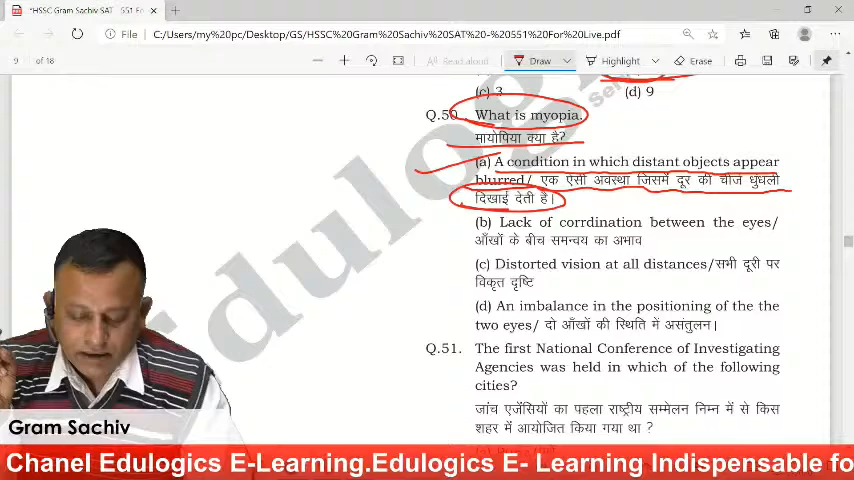 *HSSC Gram Sachiv SAT - 551 For
File C:/Users/my%20pc/Desktop/GS/HSSC%20Gram%20Sachiv%20SAT%20-%20551%20For%20Live.pdf
9 of 18
Read aloud
Draw
Highlight
Erase
(c) 3
(d) 9
Q.50 What is myopia.
मायोपिया क्या है?
(a) A condition in which distant objects appear
blurred/ एक ऐसी अवस्था जिसमें दूर की चीजें धुंधली
दिखाई देती हैं।
(b) Lack of corrdination between the eyes/
आँखों के बीच समन्वय का अभाव
(c) Distorted vision at all distances/सभी दूरी पर
विकृत दृष्टि
(d) An imbalance in the positioning of the the
two eyes/ दो आँखों की स्थिति में असंतुलन।
Q.51. The first National Conference of Investigating
Agencies was held in which of the following
cities?
जांच एजेंसियों का पहला राष्ट्रीय सम्मेलन निम्न में से किस
शहर में आयोजित किया गया था ?
Edulogi
Gram Sachiv
Chanel Edulogics E-Learning.Edulogics E- Learning Indispensable fo